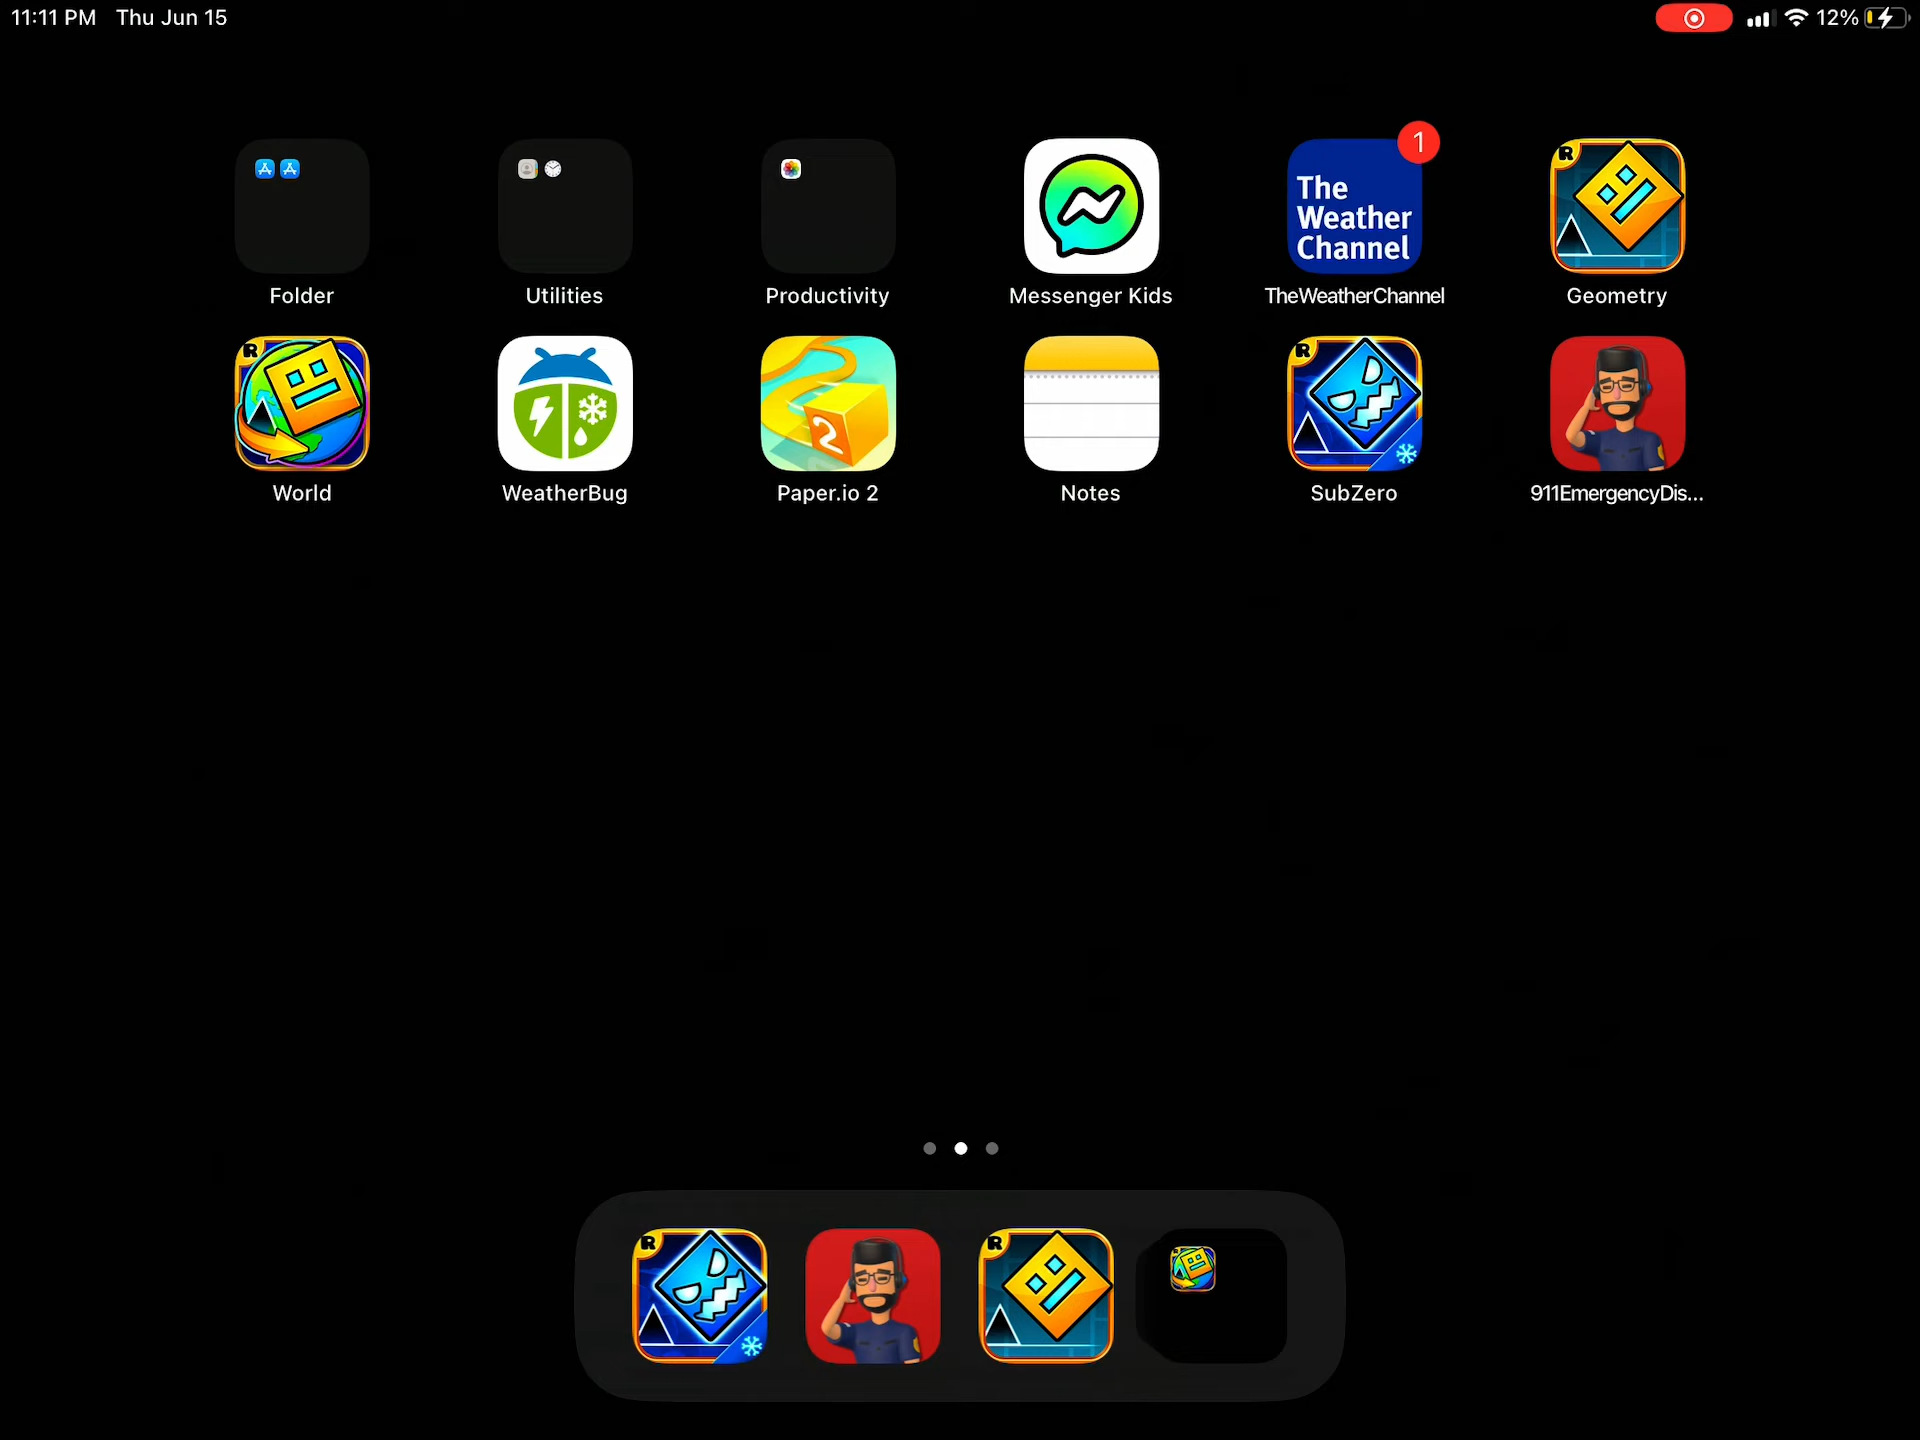 11:11 PM Thu Jun 15
12%
1
The
Weather
Channel
R
Folder
Utilities
Productivity
Messenger Kids
TheWeatherChannel
Geometry
R
2
R
World
WeatherBug
Paper.io 2
Notes
SubZero
911EmergencyDis...
R
R